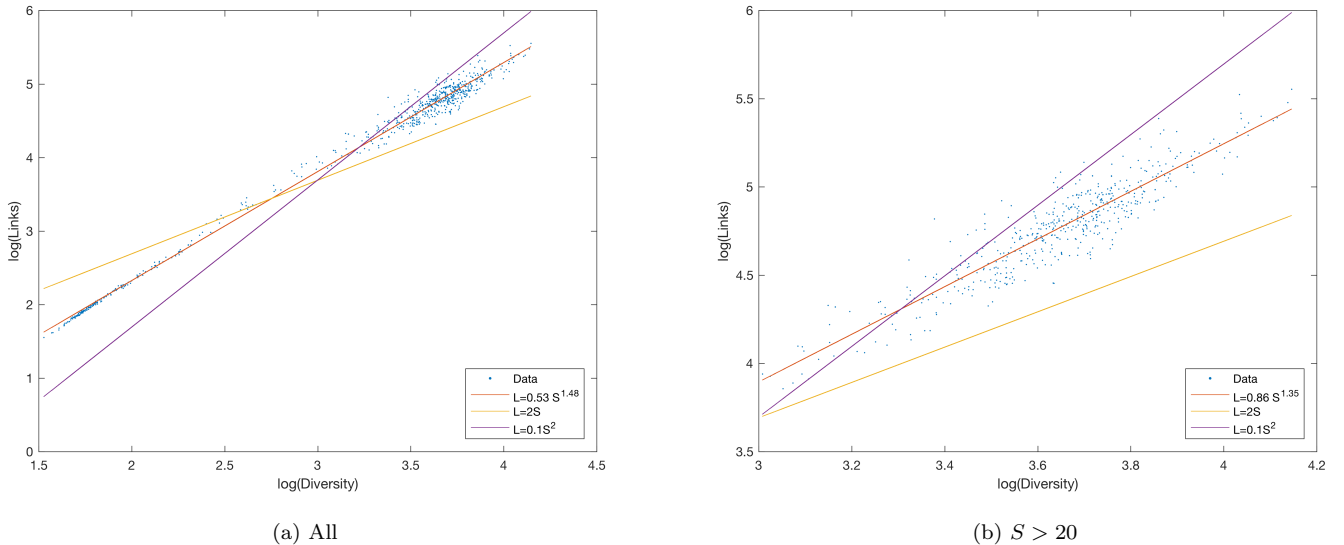 6
5
4
3
2
1
0
log(Links)
1.5 2 2.5 3 3.5 4 4.5
log(Diversity)
Data
L=0.53 S^1.48
L=2S
L=0.1S^2
(a) All
6
5.5
5
4.5
4
3.5
log(Links)
3 3.2 3.4 3.6 3.8 4 4.2
log(Diversity)
Data
L=0.86 S^1.35
L=2S
L=0.1S^2
(b) S > 20